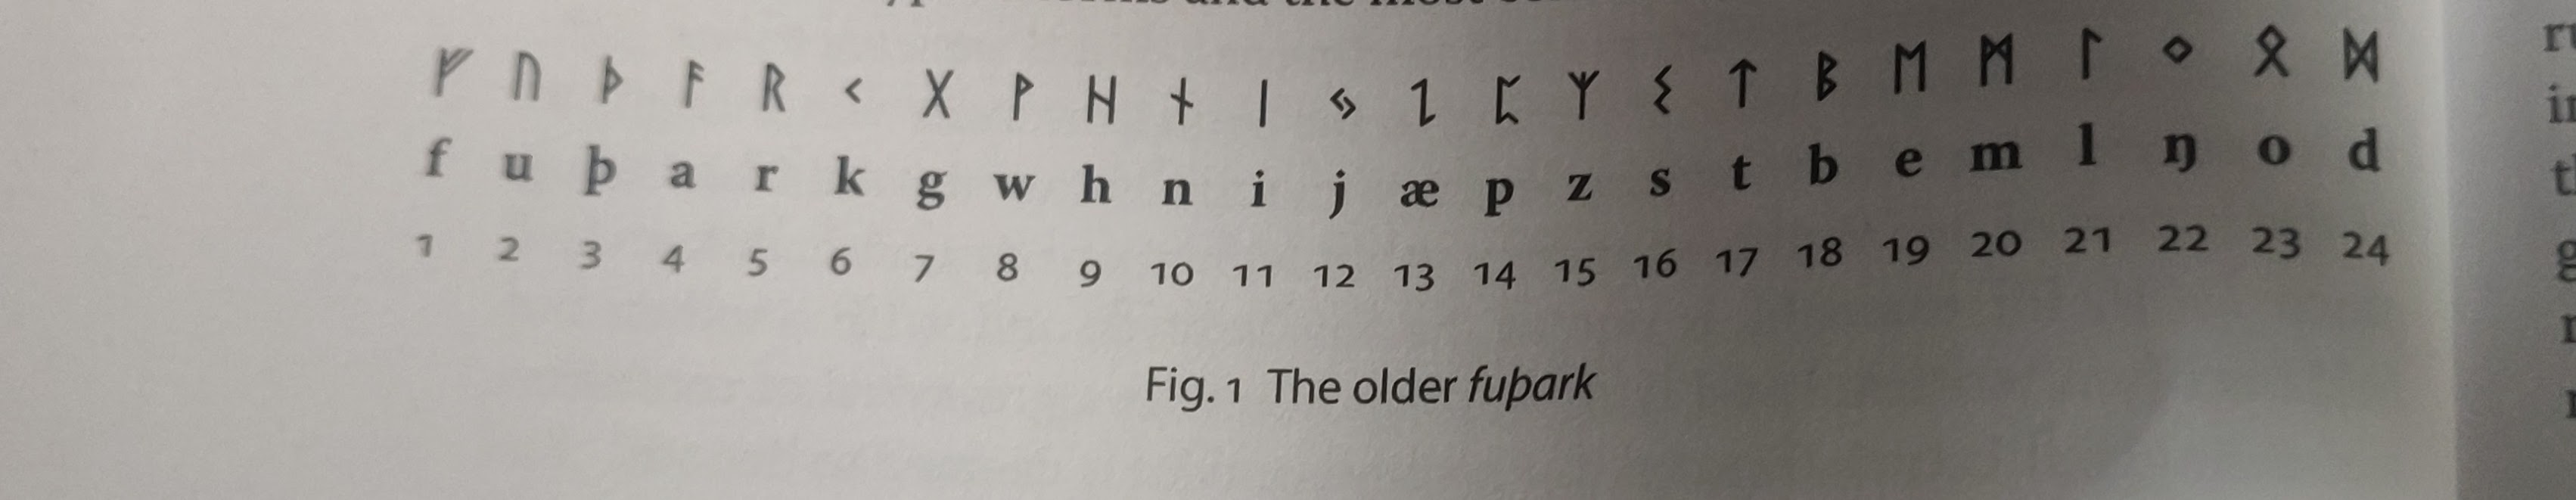 ᚠ ᚢ ᚦ ᚨ ᚱ ᚲ ᚷ ᚹ ᚺ ᚾ ᛁ ᛃ ᛇ ᛈ ᛉ ᛊ ᛏ ᛒ ᛖ ᛗ ᛚ ᛜ ᛟ ᛞ
f u þ a r k g w h n i j æ p z s t b e m l ŋ o d
1 2 3 4 5 6 7 8 9 10 11 12 13 14 15 16 17 18 19 20 21 22 23 24
Fig. 1 The older fuþark